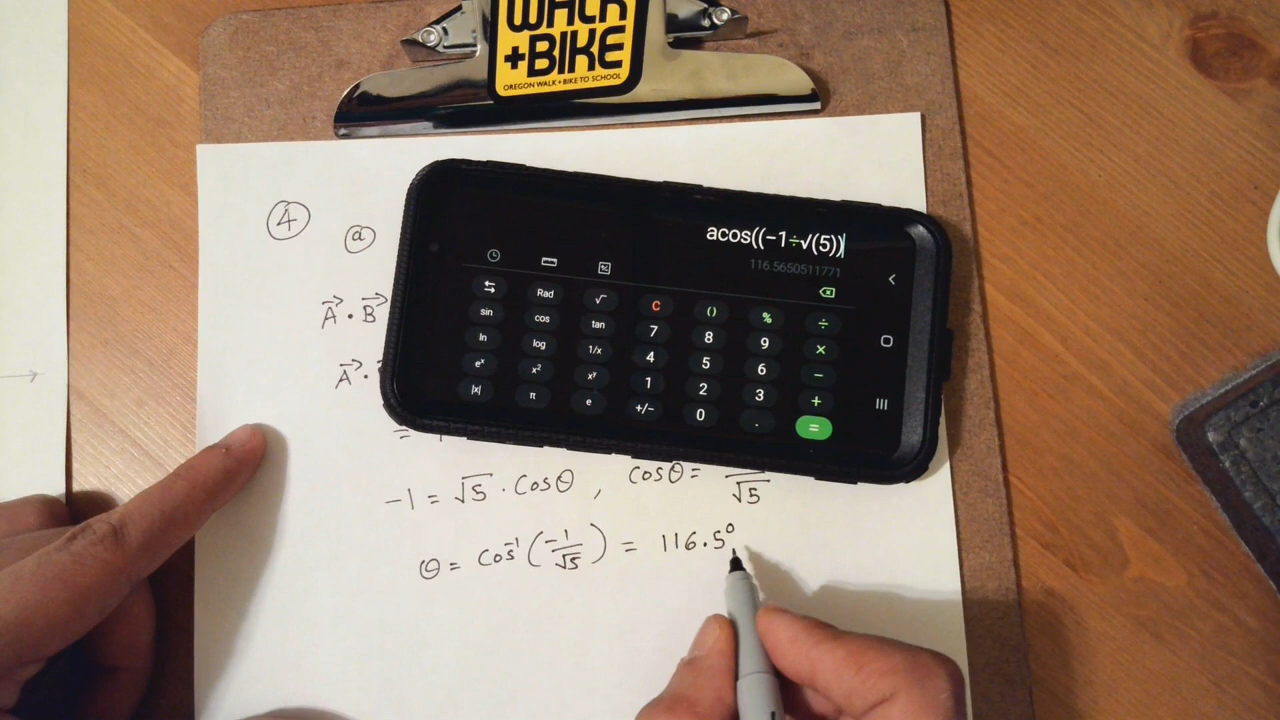 WALK
+BIKE
OREGON WALK+BIKE TO SCHOOL
④ ⓐ
A⃗ · B⃗
A⃗ ·
=
-1 = √5 · Cosθ , Cosθ = /√5
θ = Cos⁻¹ (-1/√5) = 116.5°
acos((−1÷√(5))
116.5650511771
Rad √ C () % ÷
sin cos tan 7 8 9 ×
ln log 1/x 4 5 6 −
eˣ x² xʸ 1 2 3 +
|x| π e +/− 0 . =